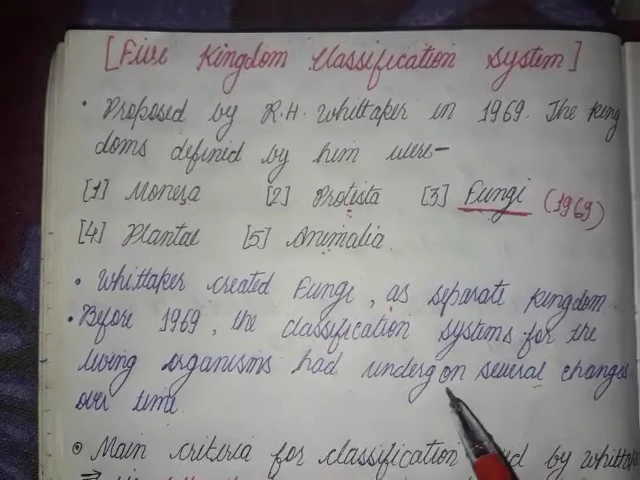 [Five Kingdom Classification System]
• Proposed by R.H. Whittaker in 1969. The king
doms defined by him were-
[1] Monera [2] Protista [3] Fungi (1969)
[4] Plantae [5] Animalia
• Whittaker created Fungi, as separate kingdom.
• Before 1969, the classification systems for the
living organisms had undergon several changes
over time.
⊙ Main criteria for classification by whittak